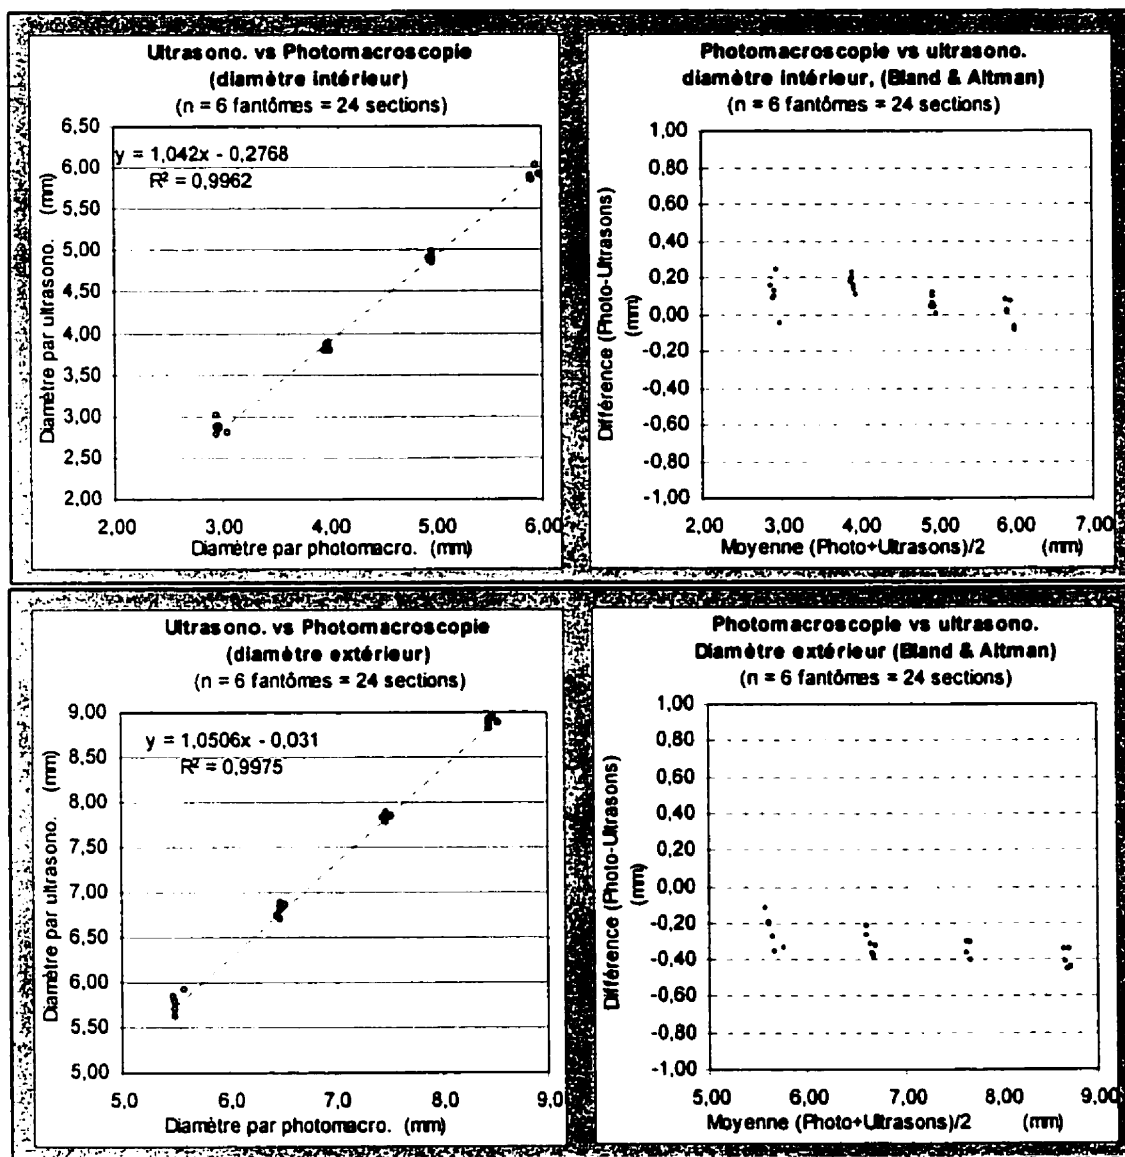 Ultrasono. vs Photomacroscopie
(diamètre intérieur)
(n = 6 fantômes = 24 sections)
y = 1,042x - 0,2768
R² = 0,9962
Diamètre par ultrasono. (mm)
6,50
6,00
5,50
5,00
4,50
4,00
3,50
3,00
2,50
2,00
2,00 3,00 4,00 5,00 6,00
Diamètre par photomacro. (mm)
Photomacroscopie vs ultrasono.
diamètre intérieur, (Bland & Altman)
(n = 6 fantômes = 24 sections)
Différence (Photo-Ultrasons)
(mm)
1,00
0,80
0,60
0,40
0,20
0,00
-0,20
-0,40
-0,60
-0,80
-1,00
2,00 3,00 4,00 5,00 6,00 7,00
Moyenne (Photo+Ultrasons)/2 (mm)
Ultrasono. vs Photomacroscopie
(diamètre extérieur)
(n = 6 fantômes = 24 sections)
y = 1,0506x - 0,031
R² = 0,9975
Diamètre par ultrasono. (mm)
9,00
8,50
8,00
7,50
7,00
6,50
6,00
5,50
5,00
5,0 6,0 7,0 8,0 9,0
Diamètre par photomacro. (mm)
Photomacroscopie vs ultrasono.
Diamètre extérieur (Bland & Altman)
(n = 6 fantômes = 24 sections)
Différence (Photo-Ultrasons)
(mm)
1,00
0,80
0,60
0,40
0,20
0,00
-0,20
-0,40
-0,60
-0,80
-1,00
5,00 6,00 7,00 8,00 9,00
Moyenne (Photo+Ultrasons)/2 (mm)